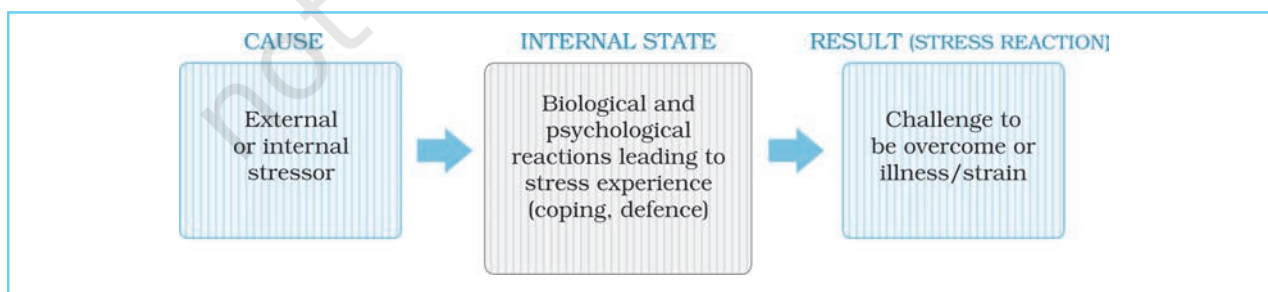 CAUSE
External
or internal
stressor
INTERNAL STATE
Biological and
psychological
reactions leading to
stress experience
(coping, defence)
RESULT (STRESS REACTION)
Challenge to
be overcome or
illness/strain
not